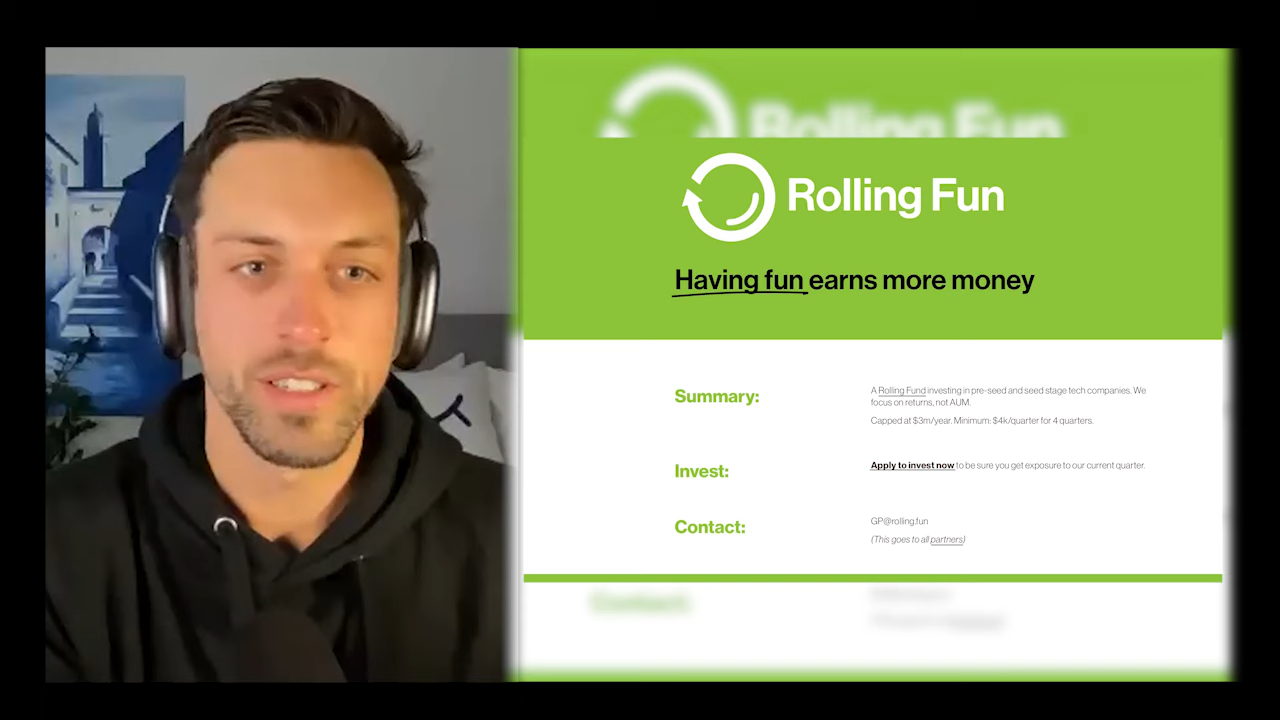 Rolling Fun
Rolling Fun
Having fun earns more money
Summary:
A Rolling Fund investing in pre-seed and seed stage tech companies. We
focus on returns, not AUM.
Capped at $3m/year. Minimum: $4k/quarter for 4 quarters.
Invest:
Apply to invest now to be sure you get exposure to our current quarter.
Contact:
GP@rolling.fun
(This goes to all partners)
Contact: